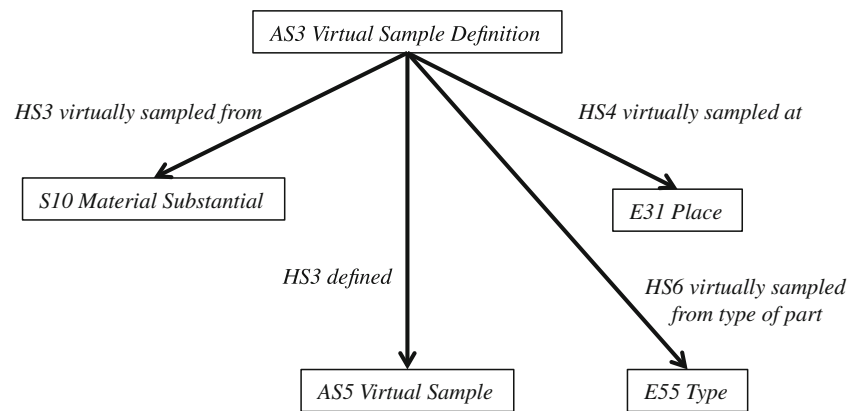 AS3 Virtual Sample Definition
HS3 virtually sampled from
HS4 virtually sampled at
S10 Material Substantial
E31 Place
HS3 defined
HS6 virtually sampled
from type of part
AS5 Virtual Sample
E55 Type